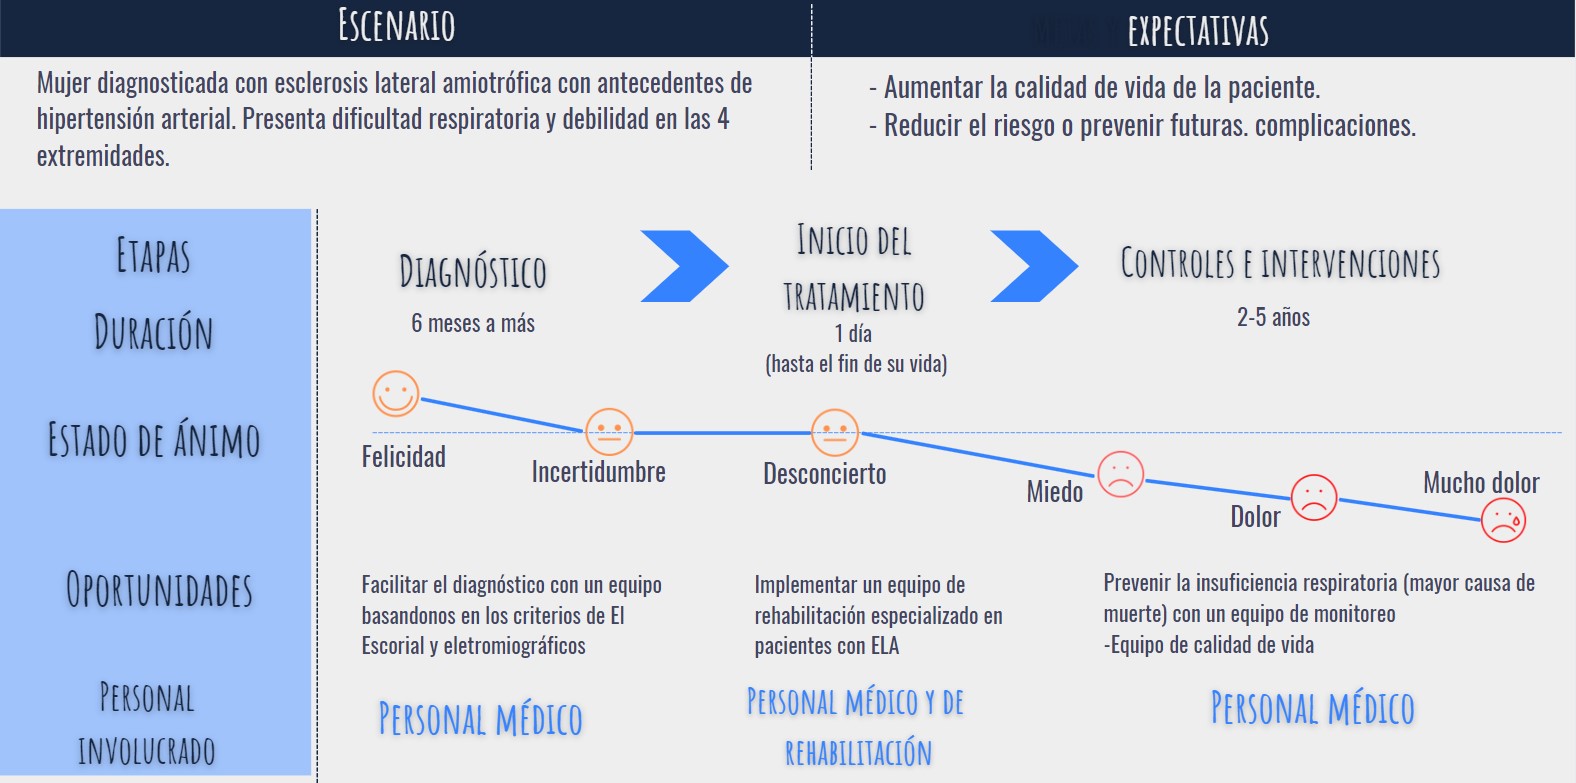 Escenario
expectativas
Mujer diagnosticada con esclerosis lateral amiotrófica con antecedentes de
hipertensión arterial. Presenta dificultad respiratoria y debilidad en las 4
extremidades.
- Aumentar la calidad de vida de la paciente.
- Reducir el riesgo o prevenir futuras. complicaciones.
Etapas
Diagnóstico
Inicio del
tratamiento
Controles e intervenciones
Duración
6 meses a más
1 día
(hasta el fin de su vida)
2-5 años
Estado de ánimo
Felicidad
Incertidumbre
Desconcierto
Miedo
Dolor
Mucho dolor
Oportunidades
Facilitar el diagnóstico con un equipo
basandonos en los criterios de El
Escorial y eletromiográficos
Implementar un equipo de
rehabilitación especializado en
pacientes con ELA
Prevenir la insuficiencia respiratoria (mayor causa de
muerte) con un equipo de monitoreo
-Equipo de calidad de vida
Personal
involucrado
Personal médico
Personal médico y de
rehabilitación
Personal médico